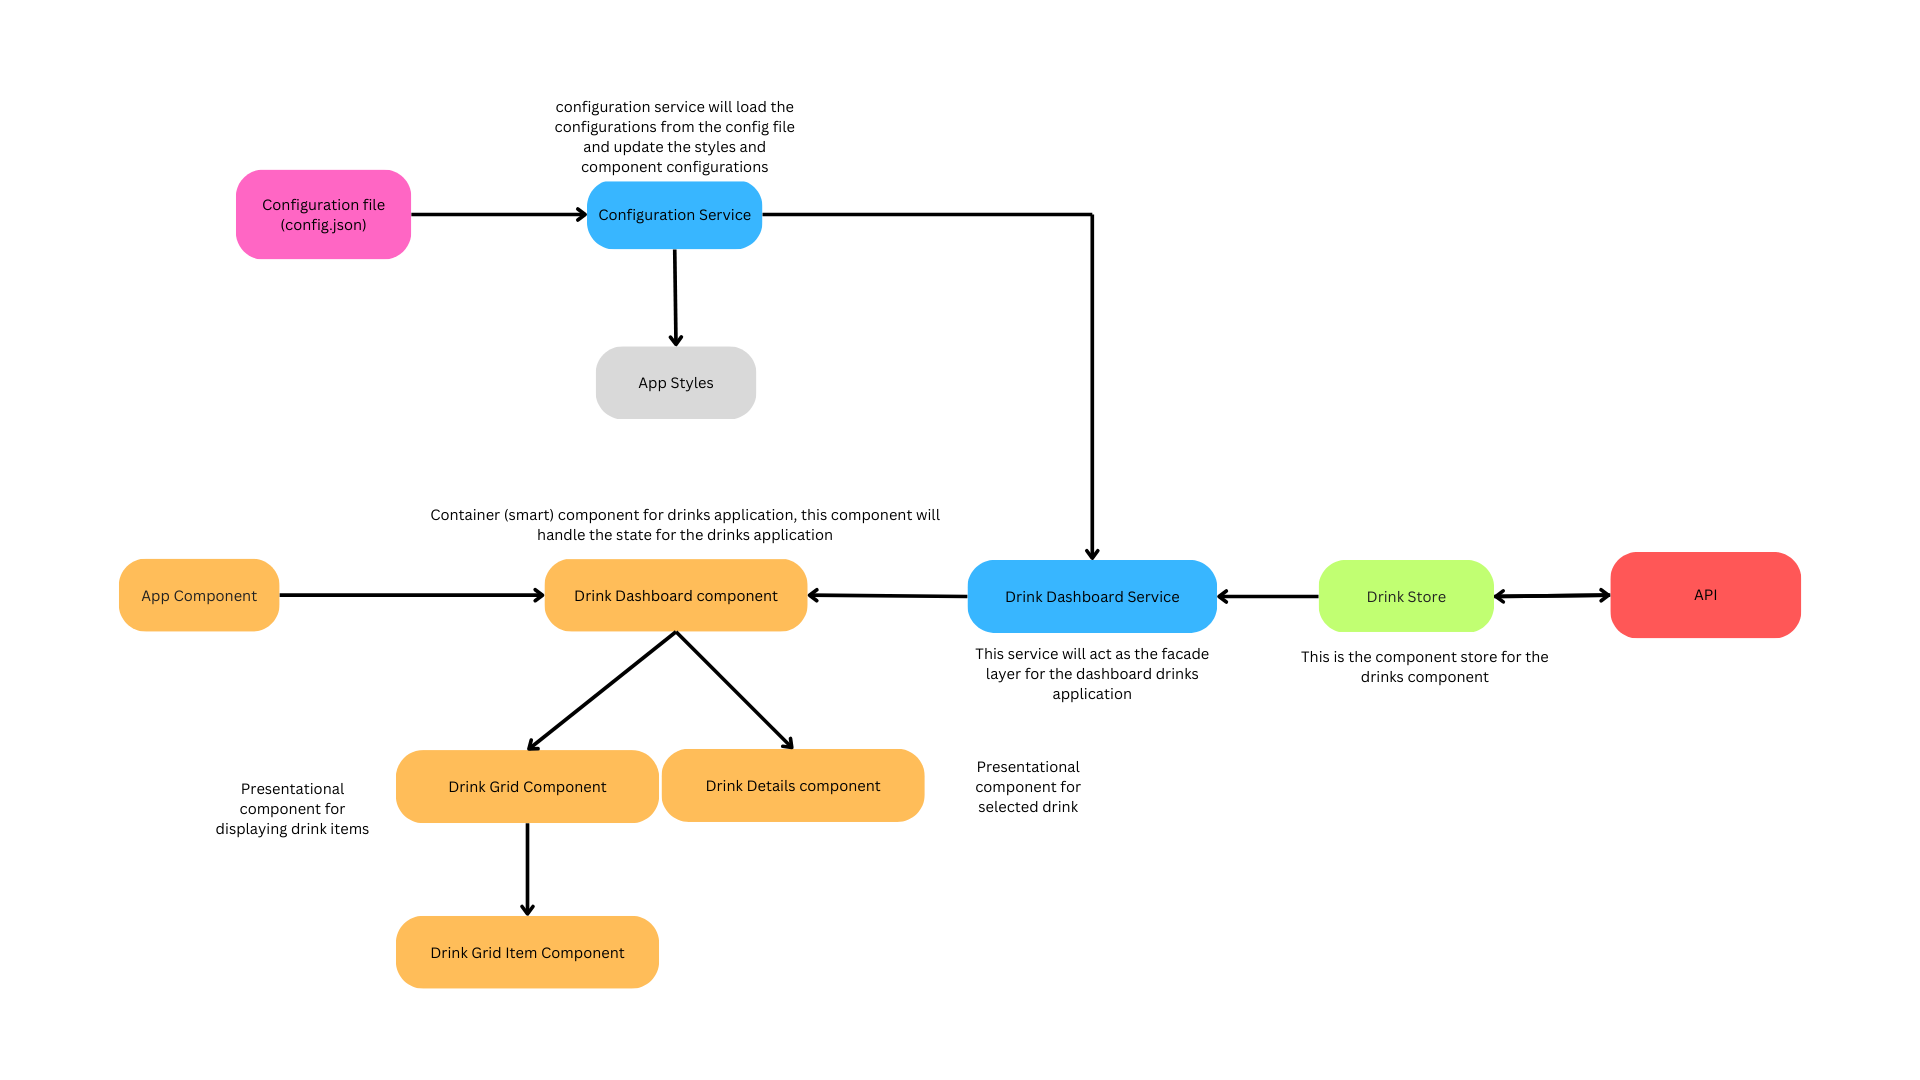 configuration service will load the
configurations from the config file
and update the styles and
component configurations
Configuration file
(config.json)
Configuration Service
App Styles
Container (smart) component for drinks application, this component will
handle the state for the drinks application
App Component
Drink Dashboard component
Drink Dashboard Service
Drink Store
API
This service will act as the facade
layer for the dashboard drinks
application
This is the component store for the
drinks component
Presentational
component for
displaying drink items
Drink Grid Component
Drink Details component
Presentational
component for
selected drink
Drink Grid Item Component